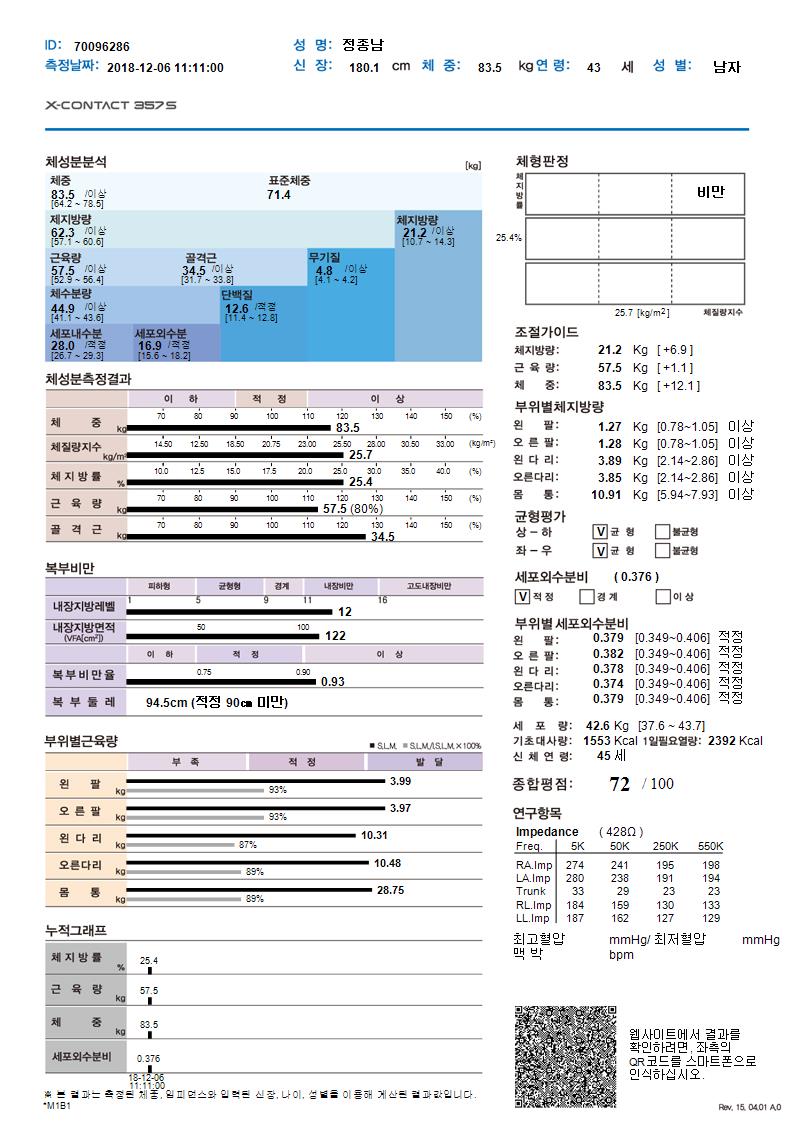 ID: 70096286 성 명: 정종남
측정날짜: 2018-12-06 11:11:00 신 장: 180.1 cm 체 중: 83.5 kg 연 령: 43 세 성 별: 남자
X-CONTACT 357S
체성분분석 [kg]
체중 표준체중
83.5 /이상 71.4
[64.2 ~ 78.5]
제지방량 체지방량
62.3 /이상 21.2 /이상
[57.1 ~ 60.6] [10.7 ~ 14.3]
근육량 골격근 무기질
57.5 /이상 34.5 /이상 4.8 /이상
[52.9 ~ 56.4] [31.7 ~ 33.8] [4.1 ~ 4.2]
체수분량 단백질
44.9 /이상 12.6 /적정
[41.1 ~ 43.6] [11.4 ~ 12.8]
세포내수분 세포외수분
28.0 /적정 16.9 /적정
[26.7 ~ 29.3] [15.6 ~ 18.2]
체성분측정결과
이 하 적 정 이 상
70 80 90 100 110 120 130 140 150 (%)
체 중 kg 83.5
14.50 12.50 18.50 22.50 25.50 28.00 30.50 33.00 (kg/m²)
체질량지수 kg/m² 25.7
10.0 12.5 15.0 17.5 20.0 25.0 30.0 35.0 40.0 (%)
체 지 방 률 % 25.4
70 80 90 100 110 120 130 140 150 (%)
근 육 량 kg 57.5 (80%)
70 80 90 100 110 120 130 140 150 (%)
골 격 근 kg 34.5
복부비만
피하형 균형형 경계 내장비만 고도내장비만
1 5 9 11 16
내장지방레벨 12
50 100
내장지방면적 (VFA[cm²]) 122
이 하 적 정 이 상
0.75 0.90
복부비만율 0.93
복 부 둘 레 94.5cm (적정 90㎝ 미만)
부위별근육량 S.L.M. S.L.M./I.S.L.M.×100%
부 족 적 정 발 달
왼 팔 kg 3.99
93%
오 른 팔 kg 3.97
93%
왼 다 리 kg 10.31
87%
오른다리 kg 10.48
89%
몸 통 kg 28.75
89%
누적그래프
체 지 방 률 % 25.4
근 육 량 kg 57.5
체 중 kg 83.5
세포외수분비 0.376
18-12-06
11:11:00
※ 본 결과는 측정된 체중, 임피던스와 입력된 신장, 나이, 성별을 이용해 계산된 결과값입니다.
*M1B1
체형판정
체지방률
비만
25.4%
25.7 [kg/m²] 체질량지수
조절가이드
체지방량: 21.2 Kg [ +6.9 ]
근 육 량: 57.5 Kg [ +1.1 ]
체 중: 83.5 Kg [ +12.1 ]
부위별체지방량
왼 팔: 1.27 Kg [0.78~1.05] 이상
오 른 팔: 1.28 Kg [0.78~1.05] 이상
왼 다 리: 3.89 Kg [2.14~2.86] 이상
오른다리: 3.85 Kg [2.14~2.86] 이상
몸 통: 10.91 Kg [5.94~7.93] 이상
균형평가
상 – 하 V 균 형 불균형
좌 – 우 V 균 형 불균형
세포외수분비 ( 0.376 )
V 적 정 경 계 이 상
부위별 세포외수분비
왼 팔: 0.379 [0.349~0.406] 적정
오 른 팔: 0.382 [0.349~0.406] 적정
왼 다 리: 0.378 [0.349~0.406] 적정
오른다리: 0.374 [0.349~0.406] 적정
몸 통: 0.379 [0.349~0.406] 적정
세 포 량: 42.6 Kg [37.6 ~ 43.7]
기초대사량: 1553 Kcal 1일필요열량: 2392 Kcal
신 체 연 령: 45 세
종합평점: 72 / 100
연구항목
Impedance ( 428Ω )
Freq. 5K 50K 250K 550K
RA.Imp 274 241 195 198
LA.Imp 280 238 191 194
Trunk 33 29 23 23
RL.Imp 184 159 130 133
LL.Imp 187 162 127 129
최고혈압 mmHg/ 최저혈압 mmHg
맥 박 bpm
웹사이트에서 결과를
확인하려면, 좌측의
QR코드를 스마트폰으로
인식하십시오.
Rev, 15, 04,01 A,0